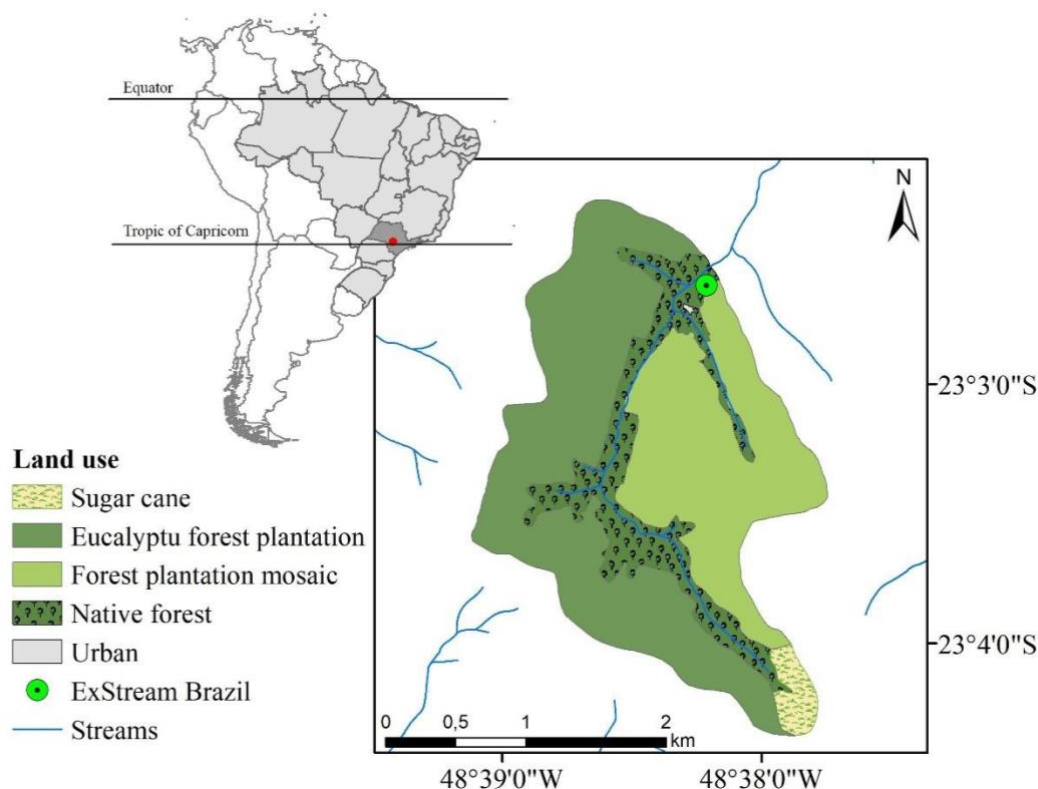 Equator
Tropic of Capricorn
N
23°3'0"S
Land use
Sugar cane
Eucalyptu forest plantation
Forest plantation mosaic
Native forest
Urban
ExStream Brazil
Streams
23°4'0"S
0 0,5 1 2
km
48°39'0"W 48°38'0"W